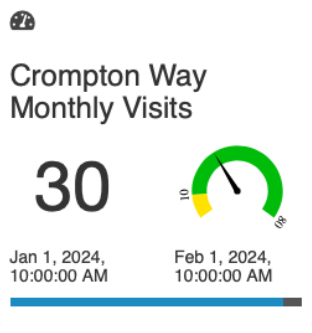 Crompton Way
Monthly Visits
30
10
80
Jan 1, 2024,
10:00:00 AM
Feb 1, 2024,
10:00:00 AM